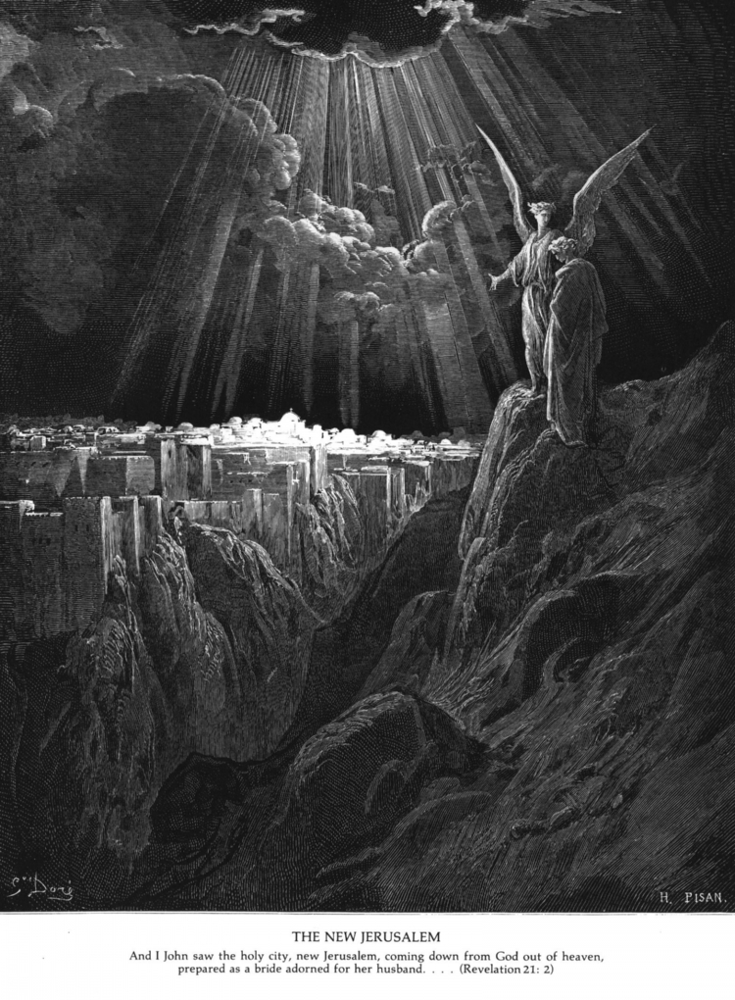 Gve Doré
H. PISAN.
THE NEW JERUSALEM
And I John saw the holy city, new Jerusalem, coming down from God out of heaven,
prepared as a bride adorned for her husband. . . . (Revelation 21: 2)